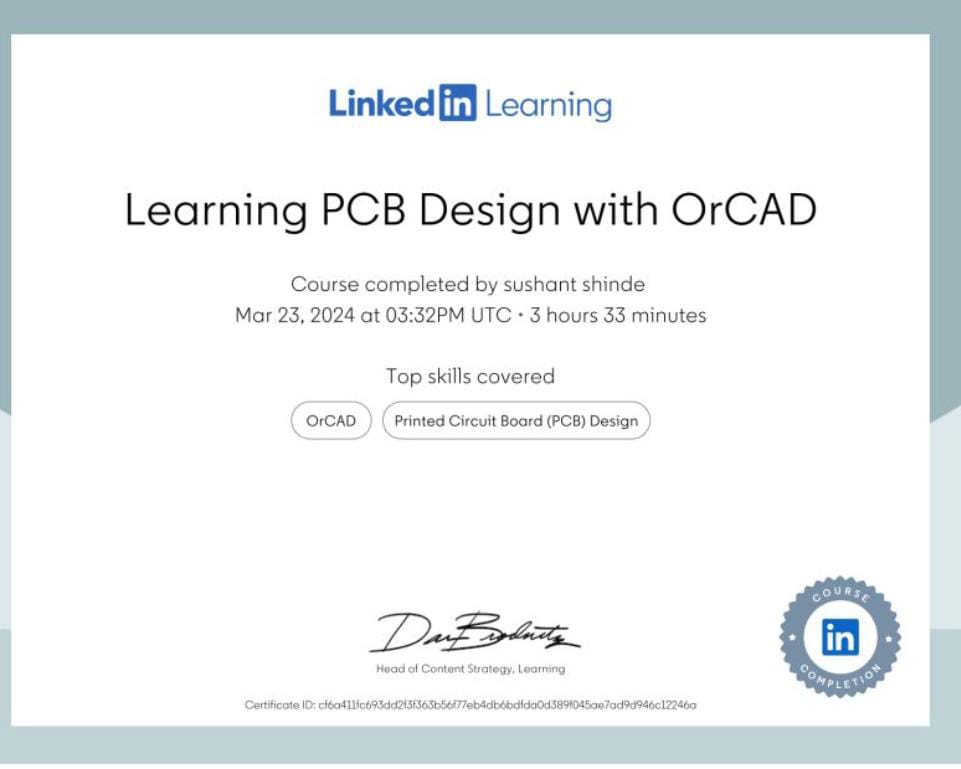 Linked in Learning
Learning PCB Design with OrCAD
Course completed by sushant shinde
Mar 23, 2024 at 03:32PM UTC • 3 hours 33 minutes
Top skills covered
OrCAD
Printed Circuit Board (PCB) Design
Head of Content Strategy, Learning
Certificate ID: cf6a411fc693dd2f3f363b56f77eb4db6bdfda0d389f045ae7ad9d946c12246a
COURSE
in
COMPLETION